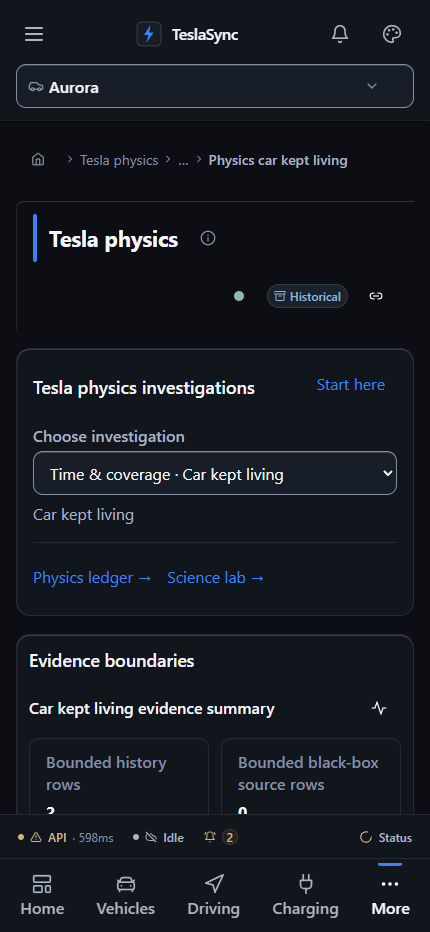 TeslaSync
Aurora
Tesla physics
...
Physics car kept living
Tesla physics
Historical
Tesla physics investigations
Start here
Choose investigation
Time & coverage · Car kept living
Car kept living
Physics ledger →
Science lab →
Evidence boundaries
Car kept living evidence summary
Bounded history
rows
Bounded black-box
source rows
API · 598ms
Idle
2
Status
Home
Vehicles
Driving
Charging
More